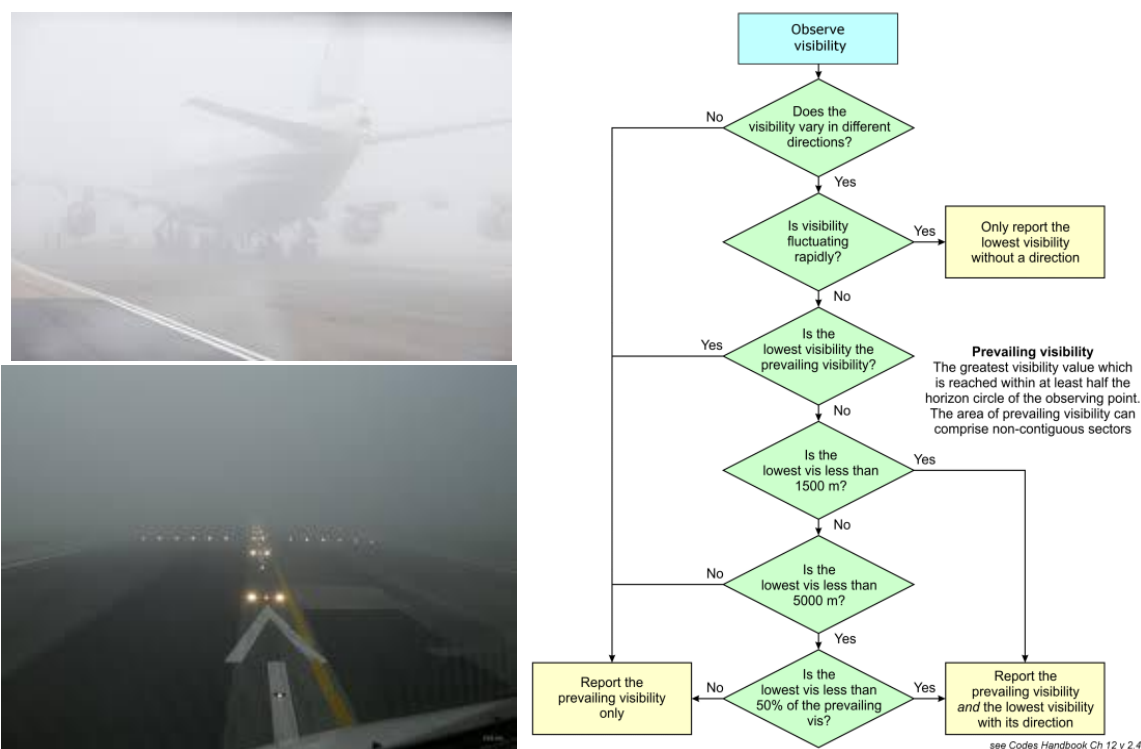 Observe
visibility
Does the
visibility vary in different
directions?
No
Yes
Is visibility
fluctuating
rapidly?
Yes
Only report the
lowest visibility
without a direction
No
Is the
lowest visibility the
prevailing visibility?
Yes
Prevailing visibility
The greatest visibility value which
is reached within at least half the
horizon circle of the observing point.
The area of prevailing visibility can
comprise non-contiguous sectors
No
Is the
lowest vis less than
1500 m?
Yes
No
Is the
lowest vis less than
5000 m?
No
Yes
Report the
prevailing visibility
only
No
Is the
lowest vis less than
50% of the prevailing
vis?
Yes
Report the
prevailing visibility
and the lowest visibility
with its direction
see Codes Handbook Ch 12 v 2.4